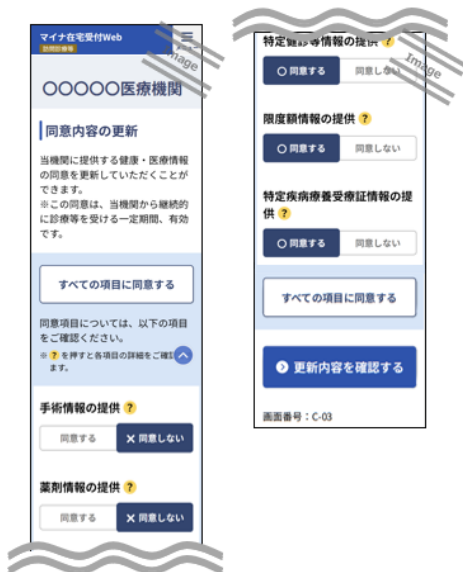 マイナ在宅受付Web
訪問診療等
メニュー
Image
〇〇〇〇〇医療機関
同意内容の更新
当機関に提供する健康・医療情報
の同意を更新していただくことが
できます。
※この同意は、当機関から継続的
に診療等を受ける一定期間、有効
です。
すべての項目に同意する
同意項目については、以下の項目
をご確認ください。
※ ? を押すと各項目の詳細をご確認
ます。
手術情報の提供 ?
同意する × 同意しない
薬剤情報の提供 ?
同意する × 同意しない
特定健診等情報の提供 ?
Image
〇 同意する 同意しない
限度額情報の提供 ?
〇 同意する 同意しない
特定疾病療養受療証情報の提
供 ?
〇 同意する 同意しない
すべての項目に同意する
更新内容を確認する
画面番号：C-03